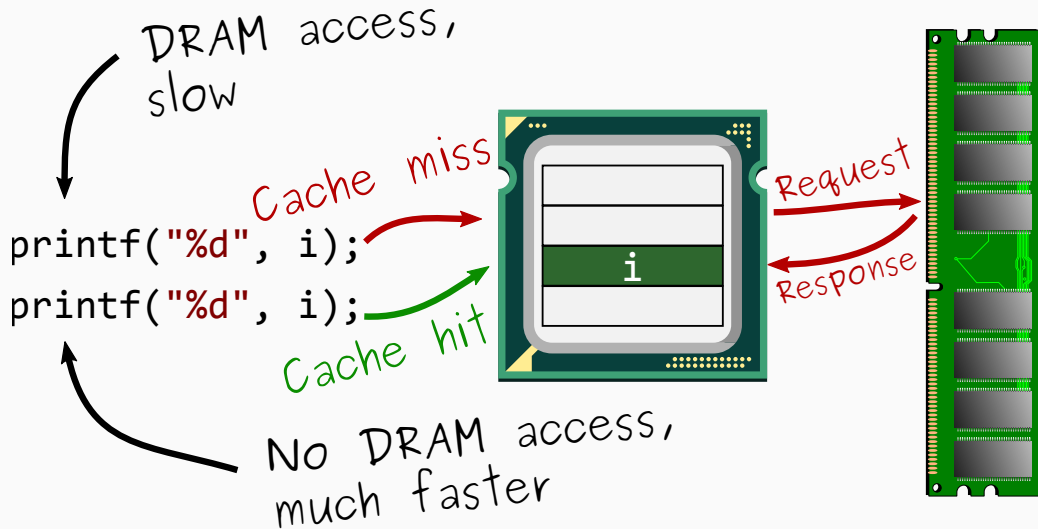 DRAM access,
slow
Cache miss
printf("%d", i);
printf("%d", i);
Cache hit
No DRAM access,
much faster
i
Request
Response